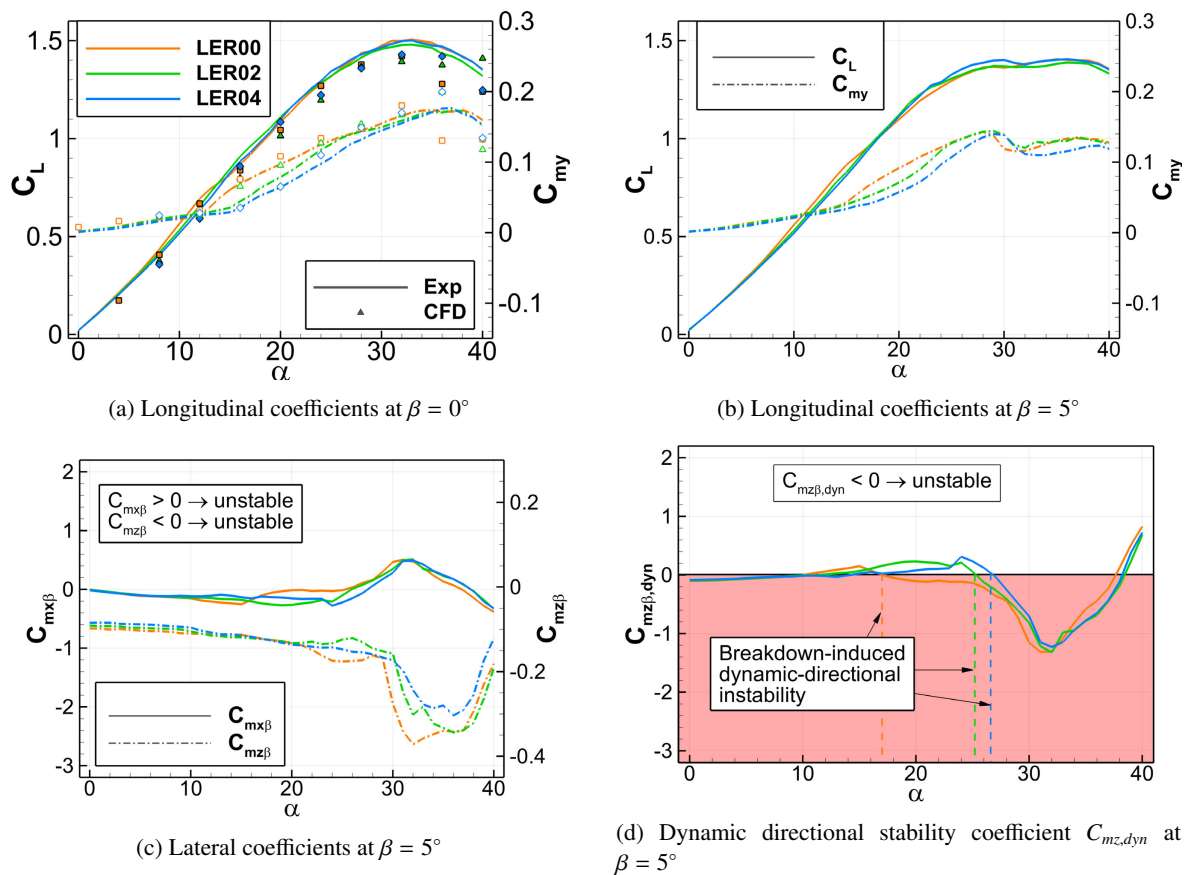 LER00
LER02
LER04
Exp
CFD
C_L
C_my
α
0 10 20 30 40
0
0.5
1
1.5
-0.1
0
0.1
0.2
0.3
(a) Longitudinal coefficients at β = 0°
C_L
C_my
C_L
C_my
α
0 10 20 30 40
0
0.5
1
1.5
-0.1
0
0.1
0.2
0.3
(b) Longitudinal coefficients at β = 5°
C_mxβ > 0 → unstable
C_mzβ < 0 → unstable
C_mxβ
C_mzβ
C_mxβ
C_mzβ
α
0 10 20 30 40
2
1
0
-1
-2
-3
0.2
0
-0.2
-0.4
(c) Lateral coefficients at β = 5°
C_mzβ,dyn < 0 → unstable
Breakdown-induced
dynamic-directional
instability
C_mzβ,dyn
α
0 10 20 30 40
2
1
0
-1
-2
-3
(d) Dynamic directional stability coefficient C_mz,dyn at
β = 5°